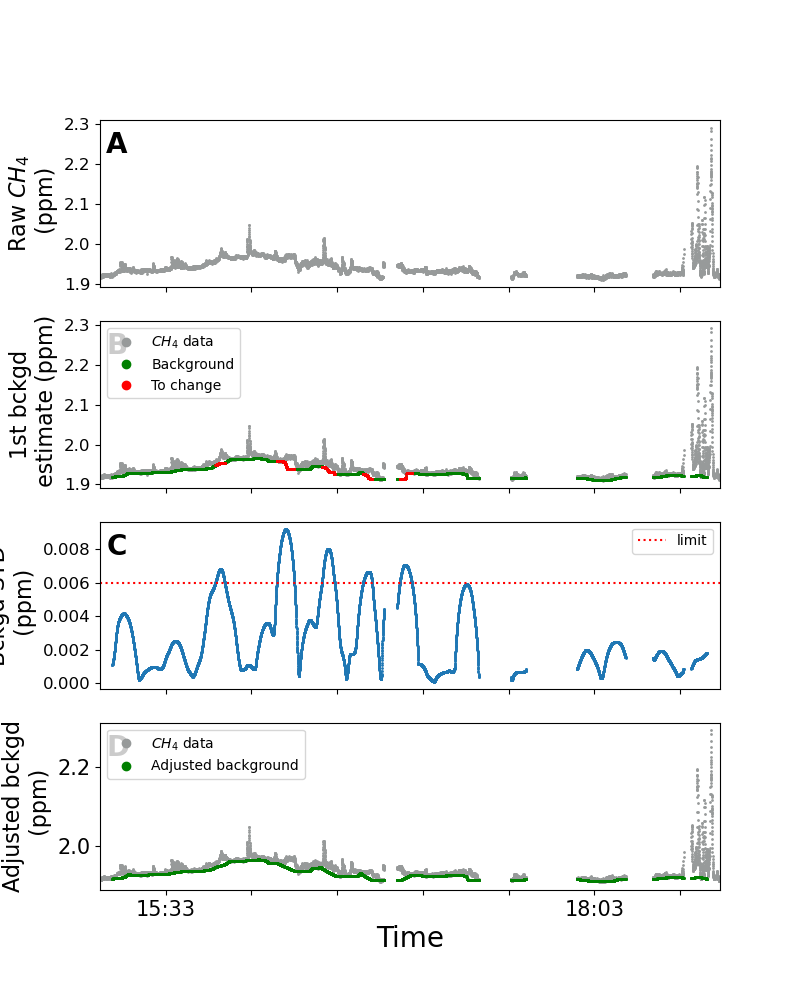 A
2.3
2.2
2.1
2.0
1.9
Raw CH4
(ppm)
B
CH4 data
Background
To change
2.3
2.2
2.1
2.0
1.9
1st bckgd
estimate (ppm)
C
limit
0.008
0.006
0.004
0.002
0.000
(ppm)
D
CH4 data
Adjusted background
2.2
2.0
Adjusted bckgd
(ppm)
15:33
18:03
Time